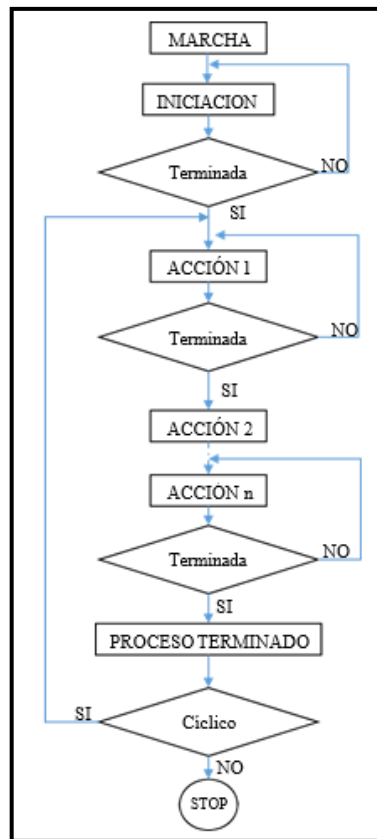 MARCHA
INICIACION
Terminada
NO
SI
ACCIÓN 1
Terminada
NO
SI
ACCIÓN 2
ACCIÓN n
Terminada
NO
SI
PROCESO TERMINADO
SI
Cíclico
NO
STOP